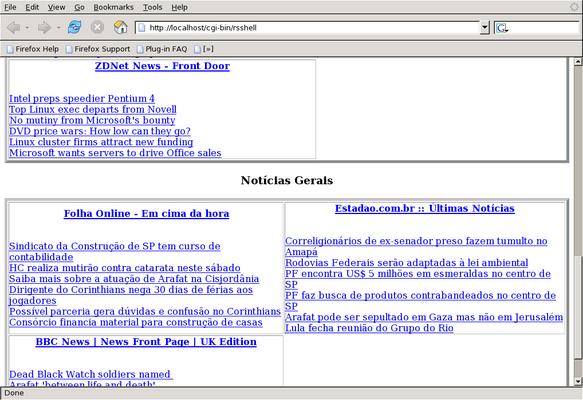 File Edit View Go Bookmarks Tools Help
http://localhost/cgi-bin/rsshell
Firefox Help Firefox Support Plug-in FAQ [»]
ZDNet News - Front Door
Intel preps speedier Pentium 4
Top Linux exec departs from Novell
No mutiny from Microsoft's bounty
DVD price wars: How low can they go?
Linux cluster firms attract new funding
Microsoft wants servers to drive Office sales
Notícias Gerais
Folha Online - Em cima da hora
Sindicato da Construção de SP tem curso de
contabilidade
HC realiza mutirão contra catarata neste sábado
Saiba mais sobre a atuação de Arafat na Cisjordânia
Dirigente do Corinthians nega 30 dias de férias aos
jogadores
Possível parceria gera dúvidas e confusão no Corinthians
Consórcio financia material para construção de casas
Estadao.com.br :: Últimas Notícias
Correligionários de ex-senador preso fazem tumulto no
Amapá
Rodovias Federais serão adaptadas à lei ambiental
PF encontra US$ 5 milhões em esmeraldas no centro de
SP
PF faz busca de produtos contrabandeados no centro de
SP
Arafat pode ser sepultado em Gaza mas não em Jerusalém
Lula fecha reunião do Grupo do Rio
BBC News | News Front Page | UK Edition
Dead Black Watch soldiers named
Arafat 'between life and death'
Done